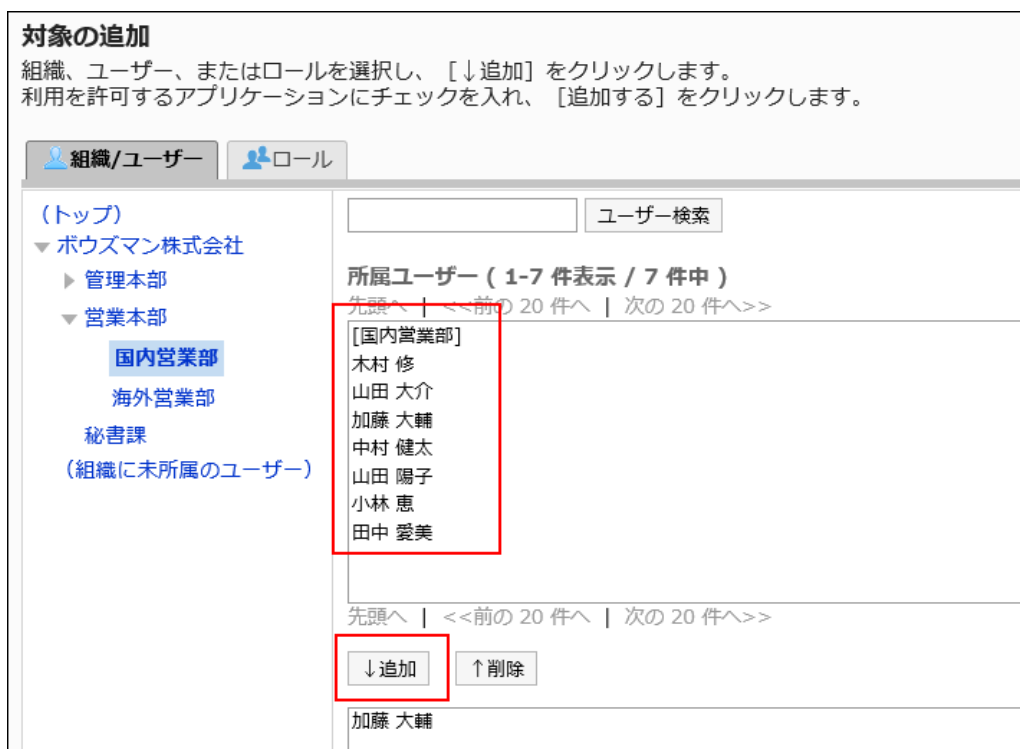 対象の追加
組織、ユーザー、またはロールを選択し、［↓追加］をクリックします。
利用を許可するアプリケーションにチェックを入れ、［追加する］をクリックします。
組織/ユーザー
ロール
(トップ)
ボウズマン株式会社
管理本部
営業本部
国内営業部
海外営業部
秘書課
(組織に未所属のユーザー)
ユーザー検索
所属ユーザー ( 1-7 件表示 / 7 件中 )
先頭へ | <<前の 20 件へ | 次の 20 件へ>>
[国内営業部]
木村 修
山田 大介
加藤 大輔
中村 健太
山田 陽子
小林 恵
田中 愛美
先頭へ | <<前の 20 件へ | 次の 20 件へ>>
↓追加
↑削除
加藤 大輔